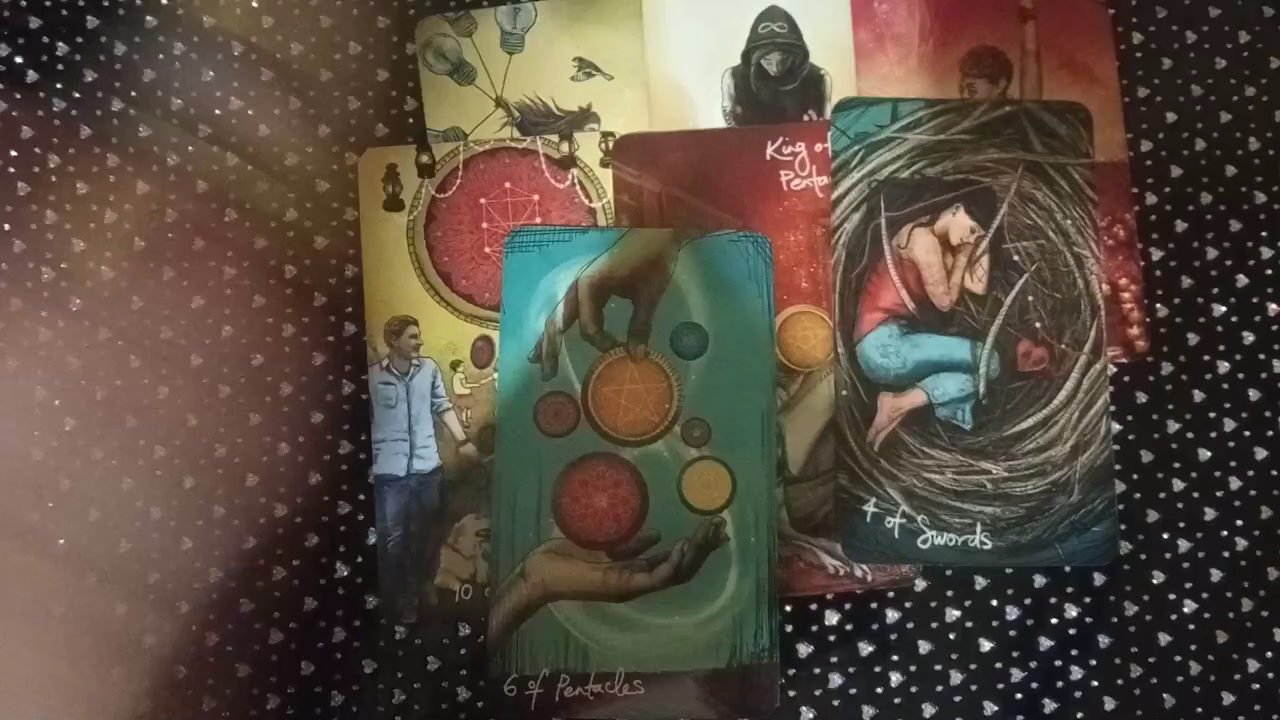 King of
Penta
4 of Swords
10 o
6 of Pentacles